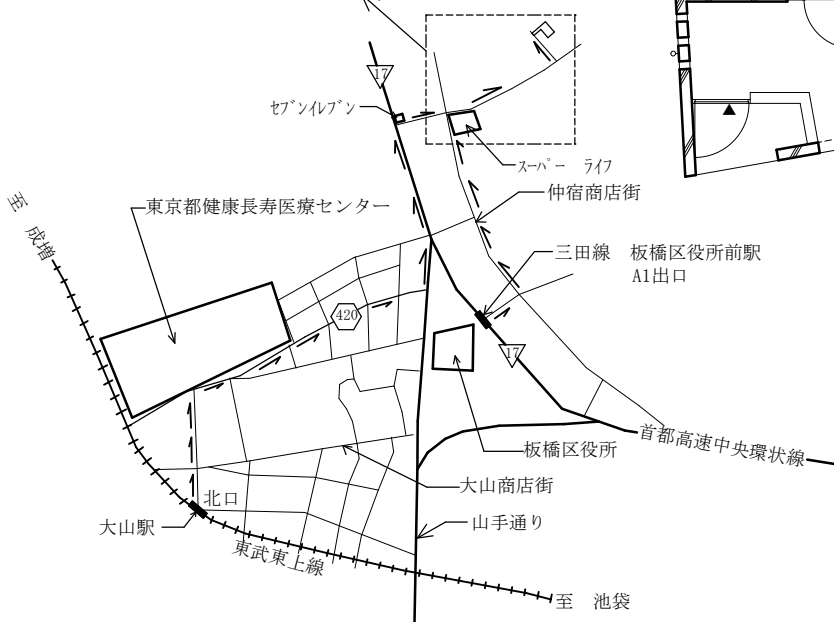 17
セブンイレブン
スーパー ライフ
仲宿商店街
東京都健康長寿医療センター
至 成増
三田線 板橋区役所前駅
A1出口
420
17
板橋区役所
首都高速中央環状線
大山商店街
北口
大山駅
山手通り
東武東上線
至 池袋